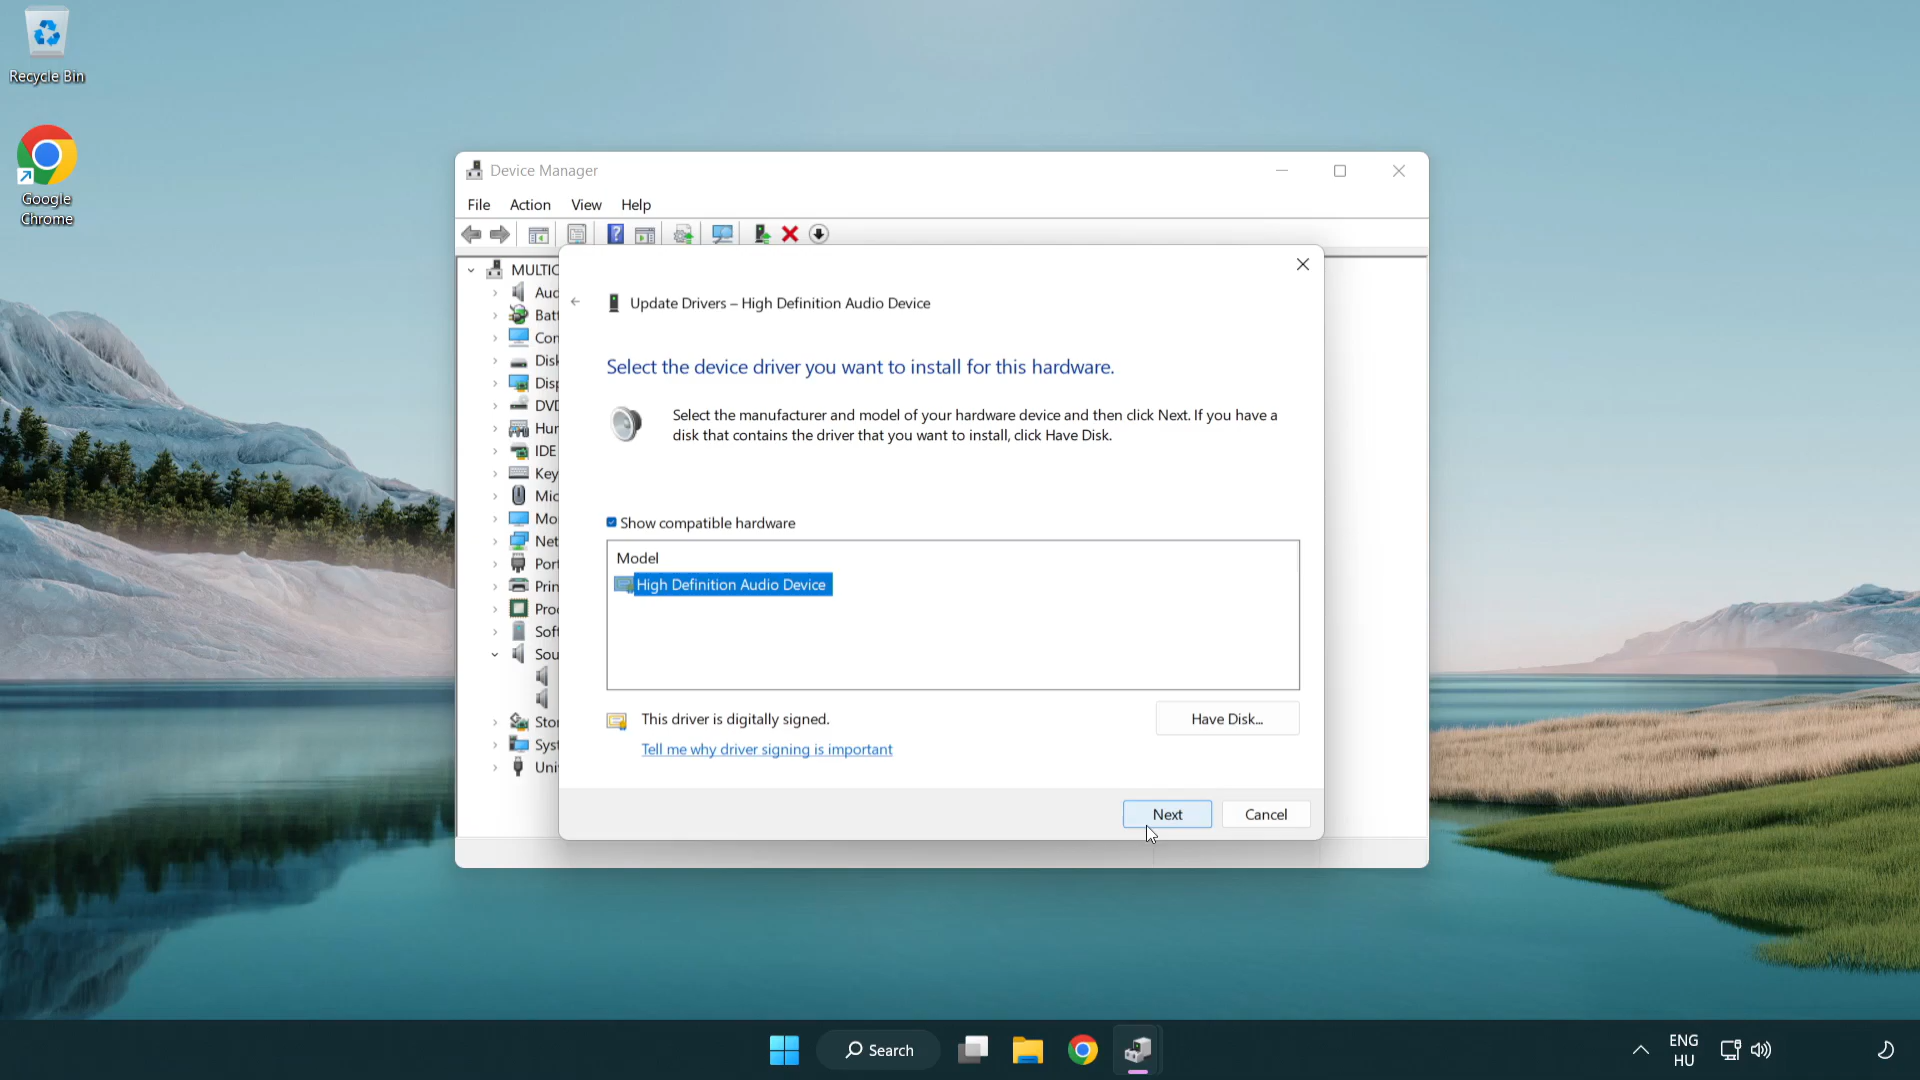 Recycle Bin
Google
Chrome
Device Manager
File Action View Help
MULTIC
Aud
Batt
Con
Disk
Disp
DVD
Hur
IDE
Key
Mic
Mo
Net
Port
Prin
Proc
Soft
Sou
Stor
Syst
Uni
Update Drivers – High Definition Audio Device
Select the device driver you want to install for this hardware.
Select the manufacturer and model of your hardware device and then click Next. If you have a
disk that contains the driver that you want to install, click Have Disk.
Show compatible hardware
Model
High Definition Audio Device
This driver is digitally signed.
Have Disk...
Tell me why driver signing is important
Next
Cancel
Search
ENG
HU